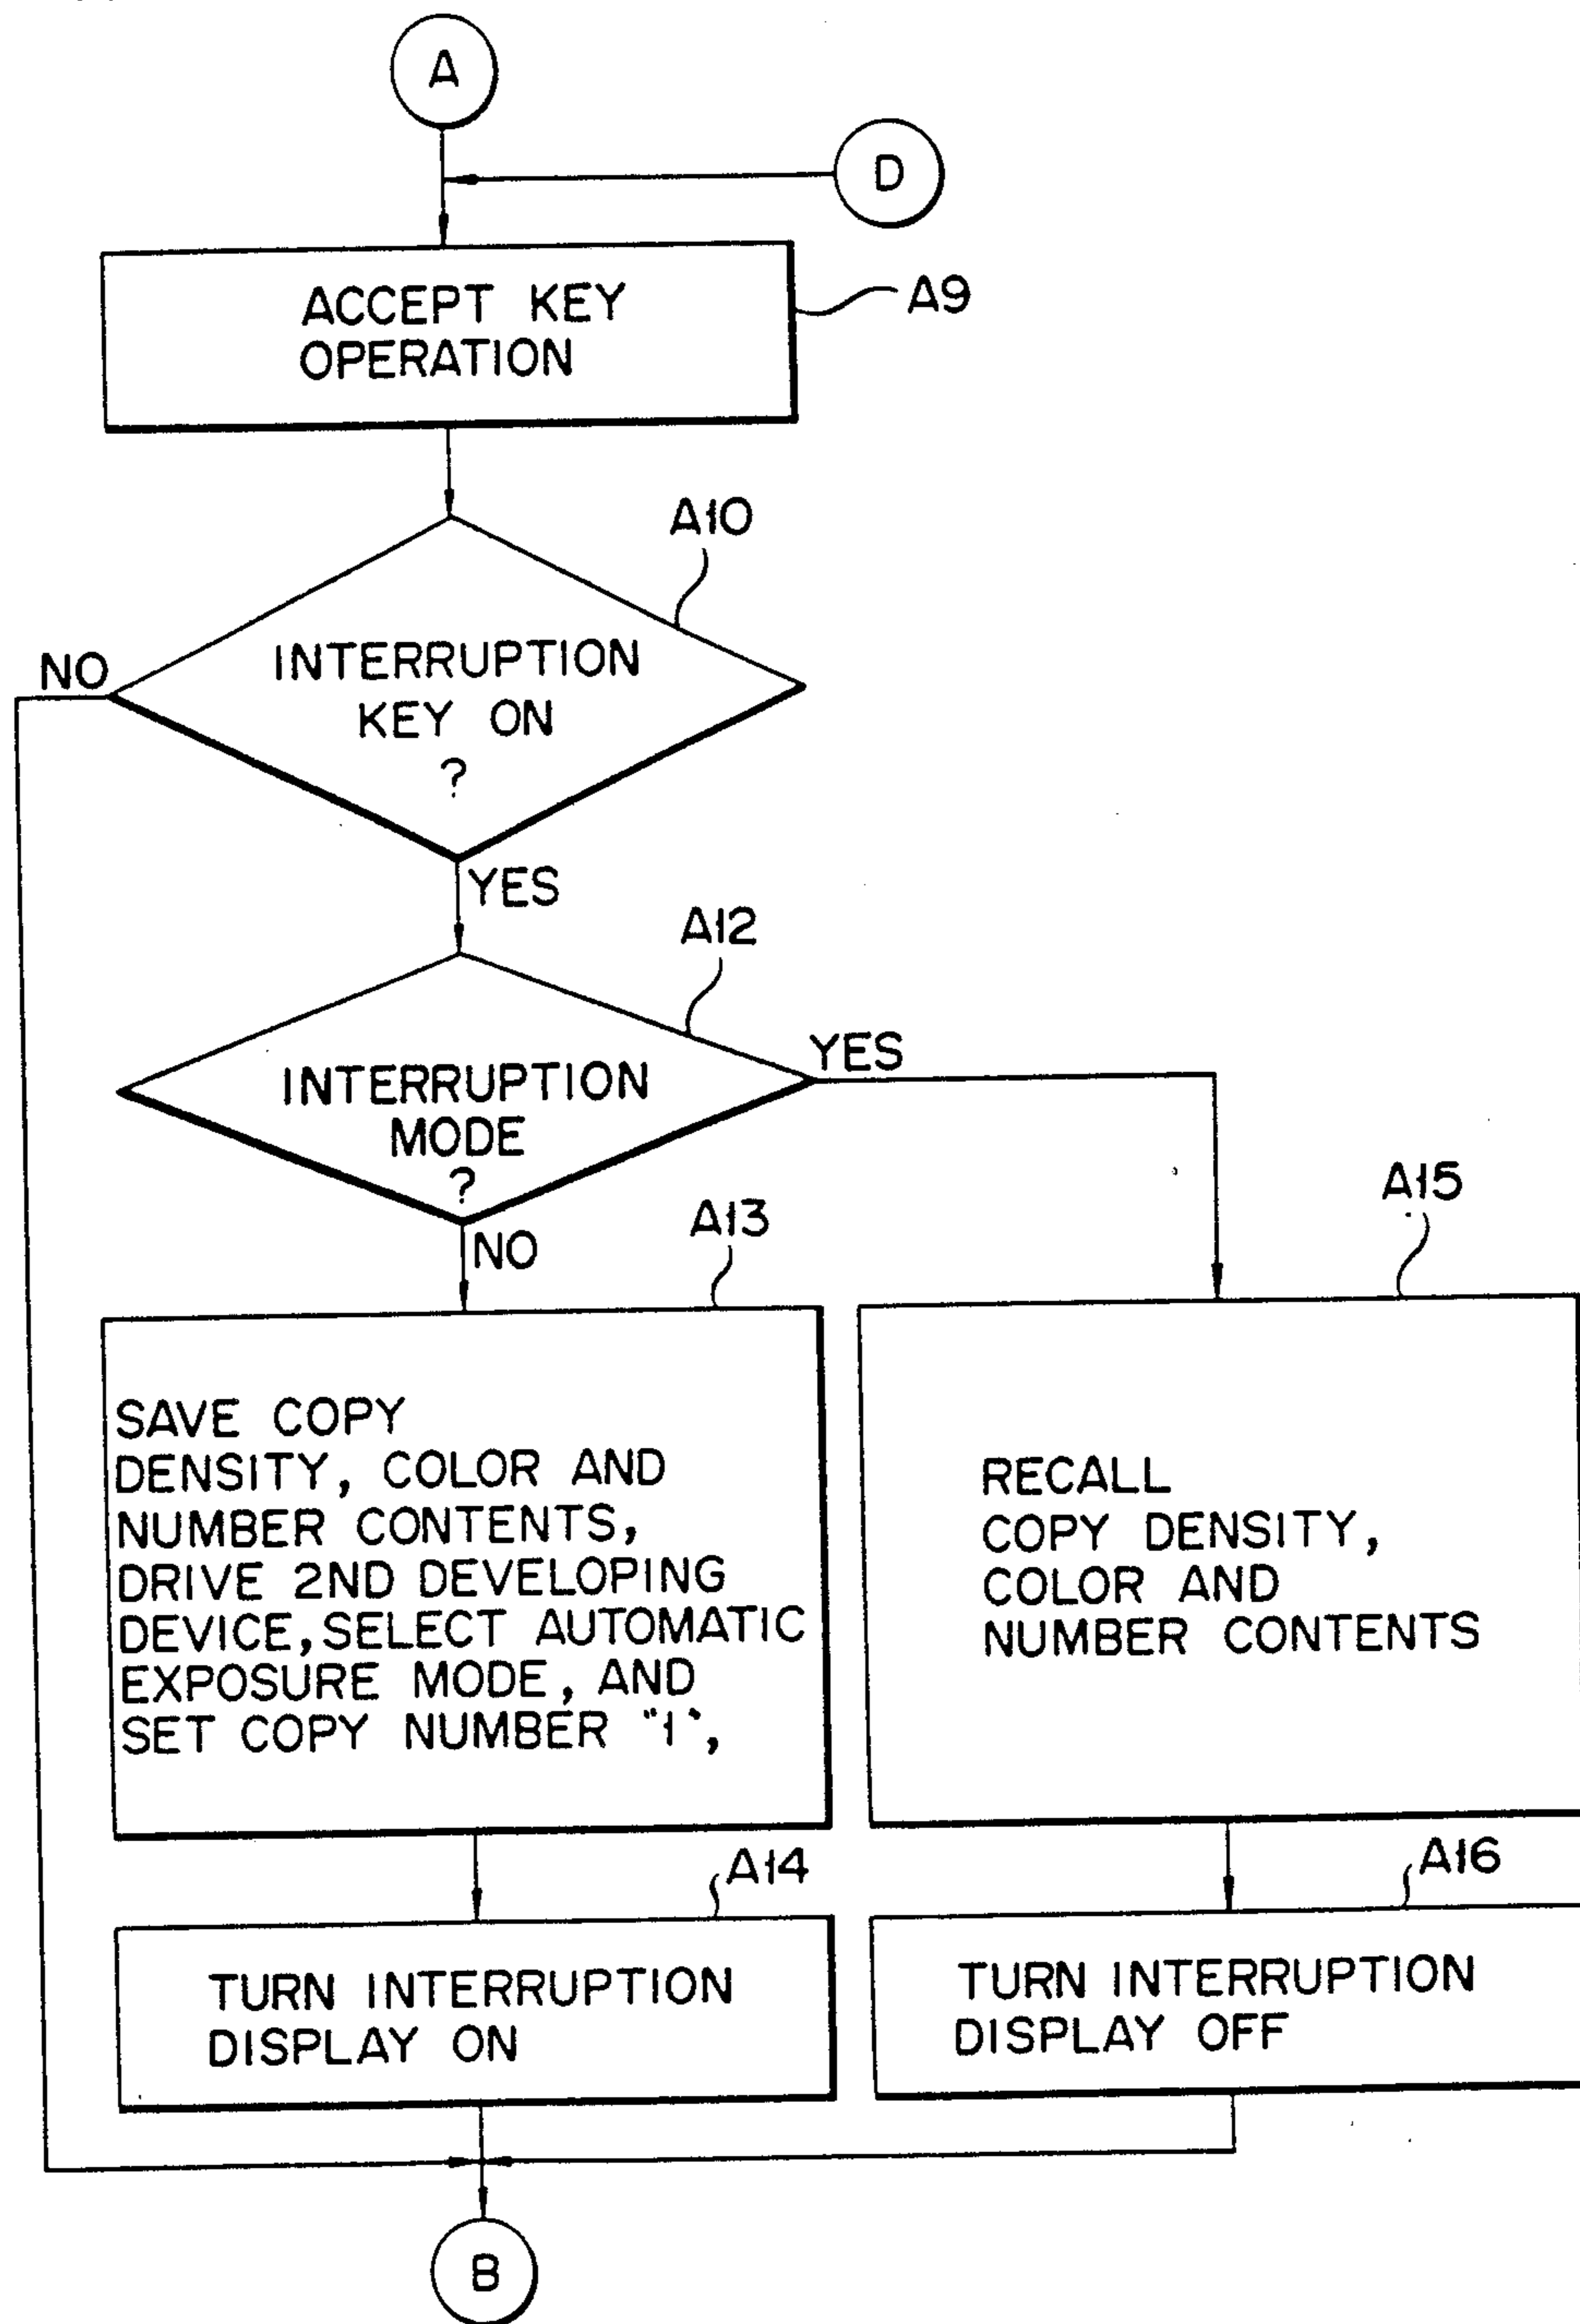 A
D
ACCEPT KEY
OPERATION
A9
A10
NO
INTERRUPTION
KEY ON
?
YES
A12
YES
INTERRUPTION
MODE
?
NO
A13
A15
SAVE COPY
DENSITY, COLOR AND
NUMBER CONTENTS,
DRIVE 2ND DEVELOPING
DEVICE, SELECT AUTOMATIC
EXPOSURE MODE, AND
SET COPY NUMBER "1",
RECALL
COPY DENSITY,
COLOR AND
NUMBER CONTENTS
A14
A16
TURN INTERRUPTION
DISPLAY ON
TURN INTERRUPTION
DISPLAY OFF
B